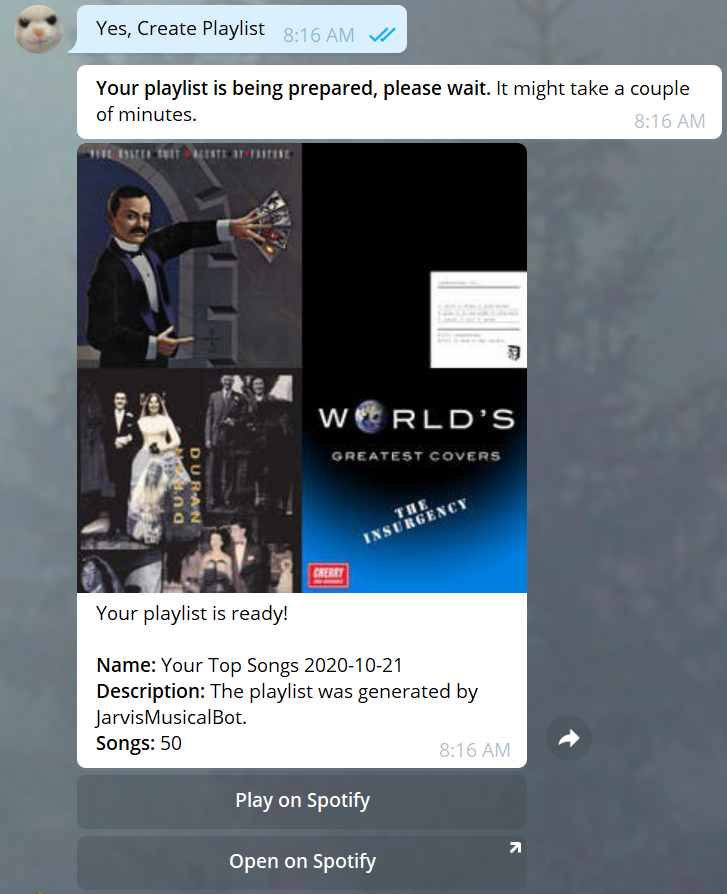 Yes, Create Playlist 8:16 AM
Your playlist is being prepared, please wait. It might take a couple
of minutes.
8:16 AM
BLUE ÖYSTER CULT AGENTS OF FORTUNE
DURAN
DURAN
WORLD'S
GREATEST COVERS
THE
INSURGENCY
CHERRY
Your playlist is ready!
Name: Your Top Songs 2020-10-21
Description: The playlist was generated by
JarvisMusicalBot.
Songs: 50
8:16 AM
Play on Spotify
Open on Spotify